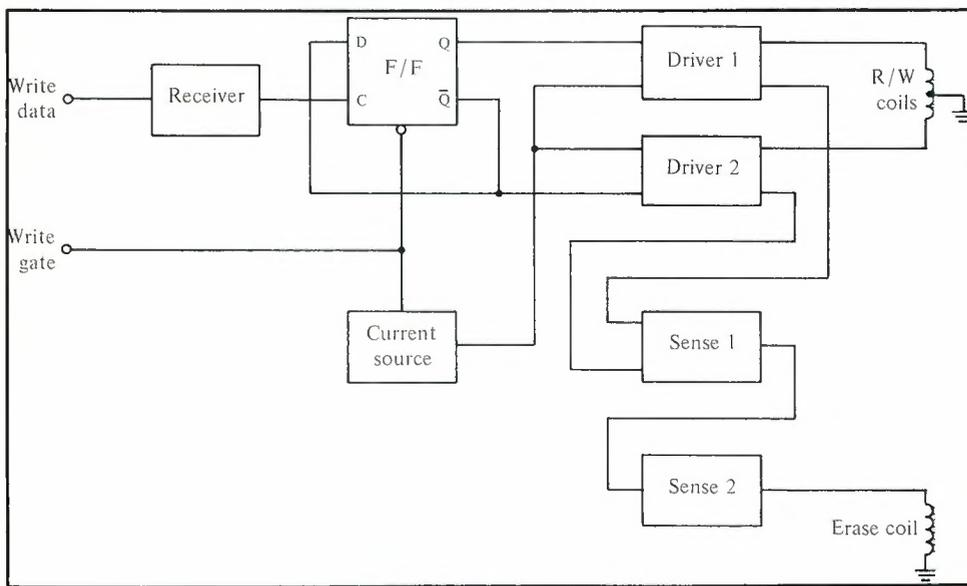 D
Q
F/F
C
Q̅
Write
data
Receiver
Driver 1
R/W
coils
Driver 2
Write
gate
Current
source
Sense 1
Sense 2
Erase coil